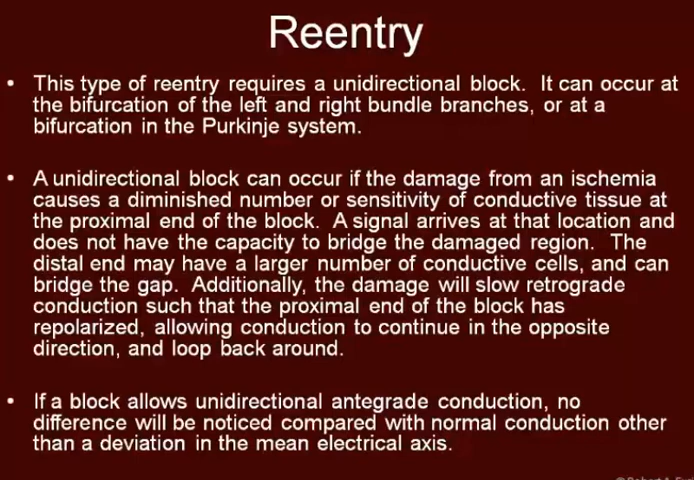 Reentry
• This type of reentry requires a unidirectional block. It can occur at
the bifurcation of the left and right bundle branches, or at a
bifurcation in the Purkinje system.
• A unidirectional block can occur if the damage from an ischemia
causes a diminished number or sensitivity of conductive tissue at
the proximal end of the block. A signal arrives at that location and
does not have the capacity to bridge the damaged region. The
distal end may have a larger number of conductive cells, and can
bridge the gap. Additionally, the damage will slow retrograde
conduction such that the proximal end of the block has
repolarized, allowing conduction to continue in the opposite
direction, and loop back around.
• If a block allows unidirectional antegrade conduction, no
difference will be noticed compared with normal conduction other
than a deviation in the mean electrical axis.